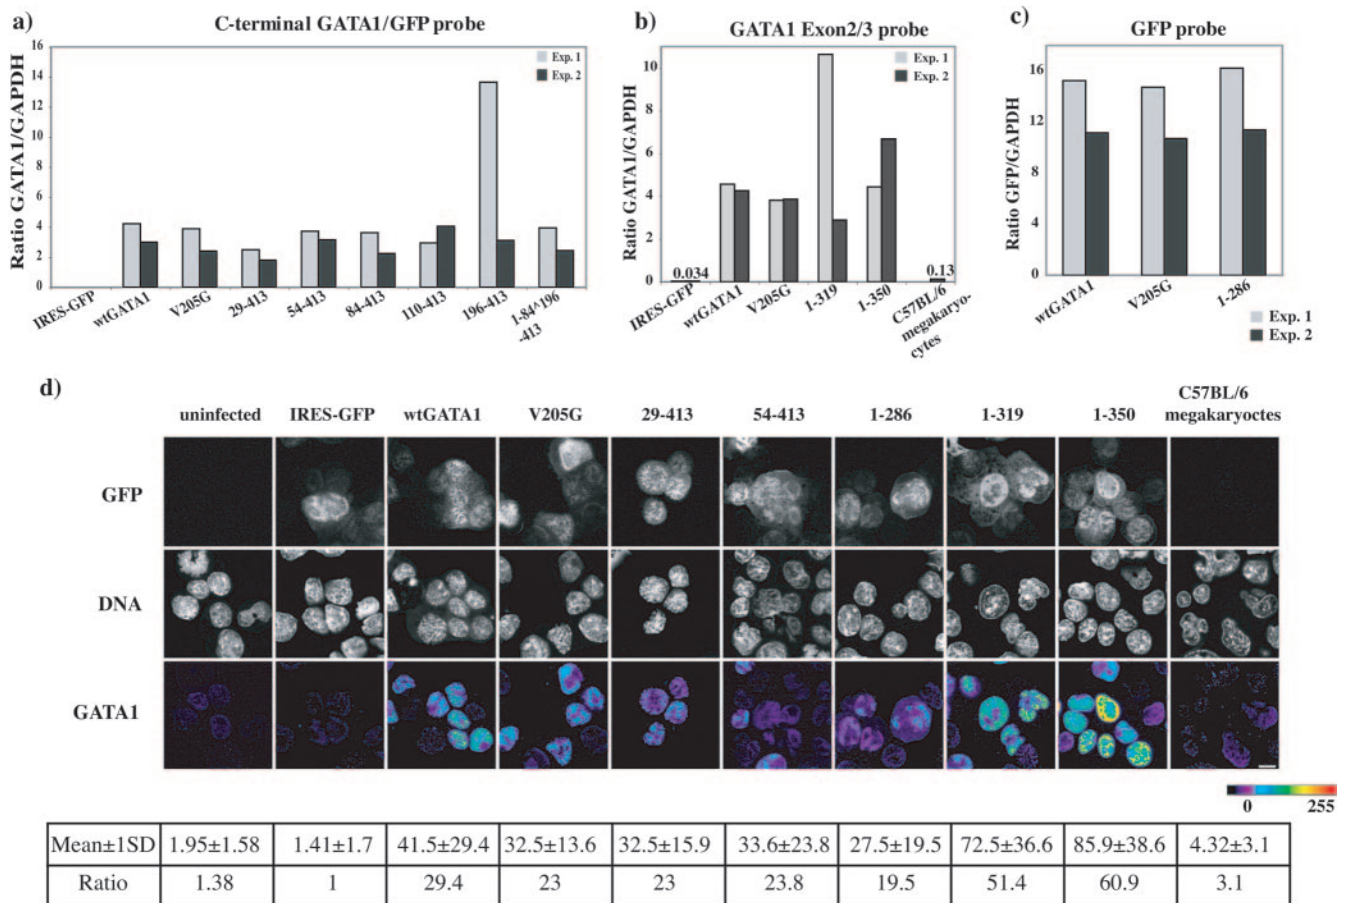 a)
C-terminal GATA1/GFP probe
Ratio GATA1/GAPDH
16
14
12
10
8
6
4
2
0
Exp. 1
Exp. 2
IRES-GFP
wtGATA1
V205G
29-413
54-413
84-413
110-413
196-413
1-84^196
-413
b)
GATA1 Exon2/3 probe
Ratio GATA1/GAPDH
10
8
6
4
2
0
Exp. 1
Exp. 2
0.034
0.13
IRES-GFP
wtGATA1
V205G
1-319
1-350
C57BL/6
megakaryo-
cytes
c)
GFP probe
Ratio GFP/GAPDH
16
12
8
4
0
wtGATA1
V205G
1-286
Exp. 1
Exp. 2
d)
uninfected IRES-GFP wtGATA1 V205G 29-413 54-413 1-286 1-319 1-350 C57BL/6
megakaryoctes
GFP
DNA
GATA1
0 255
Mean±1SD 1.95±1.58 1.41±1.7 41.5±29.4 32.5±13.6 32.5±15.9 33.6±23.8 27.5±19.5 72.5±36.6 85.9±38.6 4.32±3.1
Ratio 1.38 1 29.4 23 23 23.8 19.5 51.4 60.9 3.1